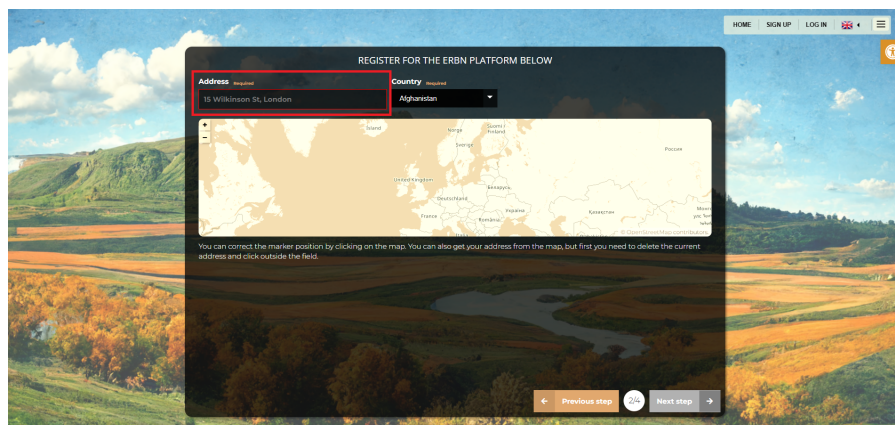 HOME SIGN UP LOG IN
REGISTER FOR THE ERBN PLATFORM BELOW
Address Required Country Required
15 Wilkinson St, London Afghanistan
+
−
Ísland
Norge
Suomi /
Finland
Sverige
Россия
United Kingdom
Беларусь
Deutschland
Україна
France
România
Қазақстан
© OpenStreetMap contributors.
You can correct the marker position by clicking on the map. You can also get your address from the map, but first you need to delete the current
address and click outside the field.
← Previous step 2/4 Next step →